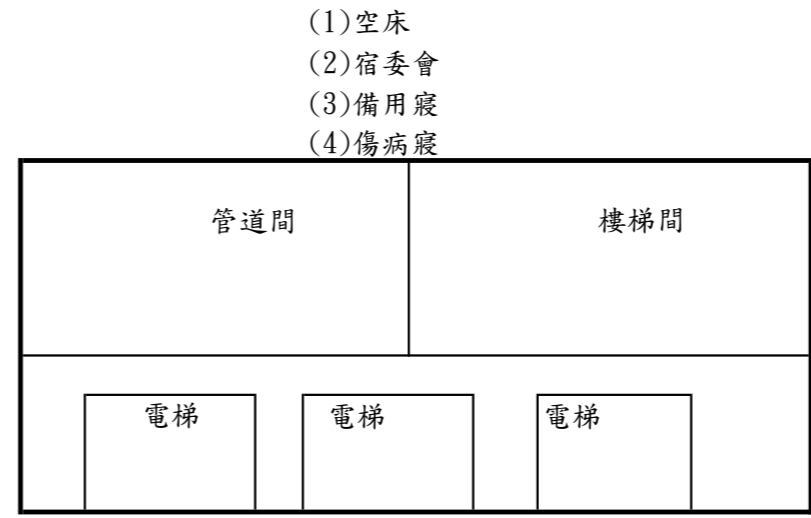 (1)空床
(2)宿委會
(3)備用寢
(4)傷病寢
管道間 樓梯間
電梯 電梯 電梯